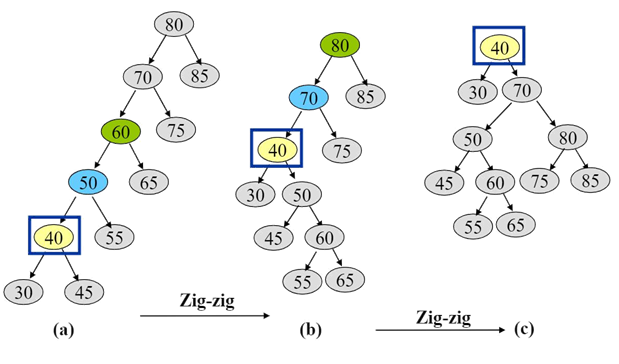 80
70 85
60 75
50 65
40 55
30 45
(a)
Zig-zig
80
70 85
40 75
30 50
45 60
55 65
(b)
Zig-zig
40
30 70
50 80
45 60 75 85
55 65
(c)